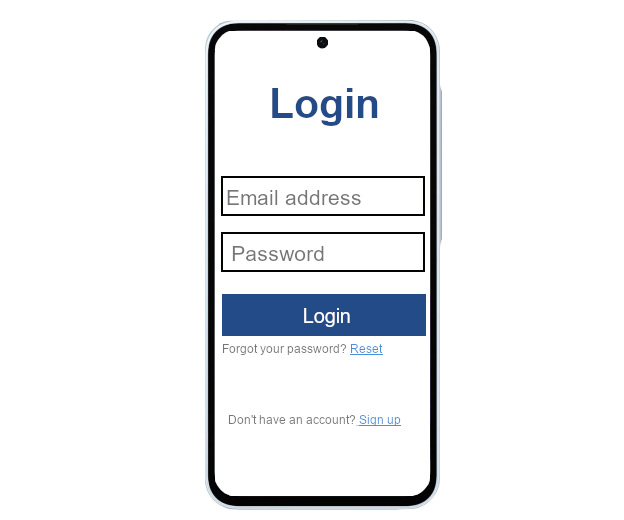 Login
Email address
Password
Login
Forgot your password? Reset
Don't have an account? Sign up